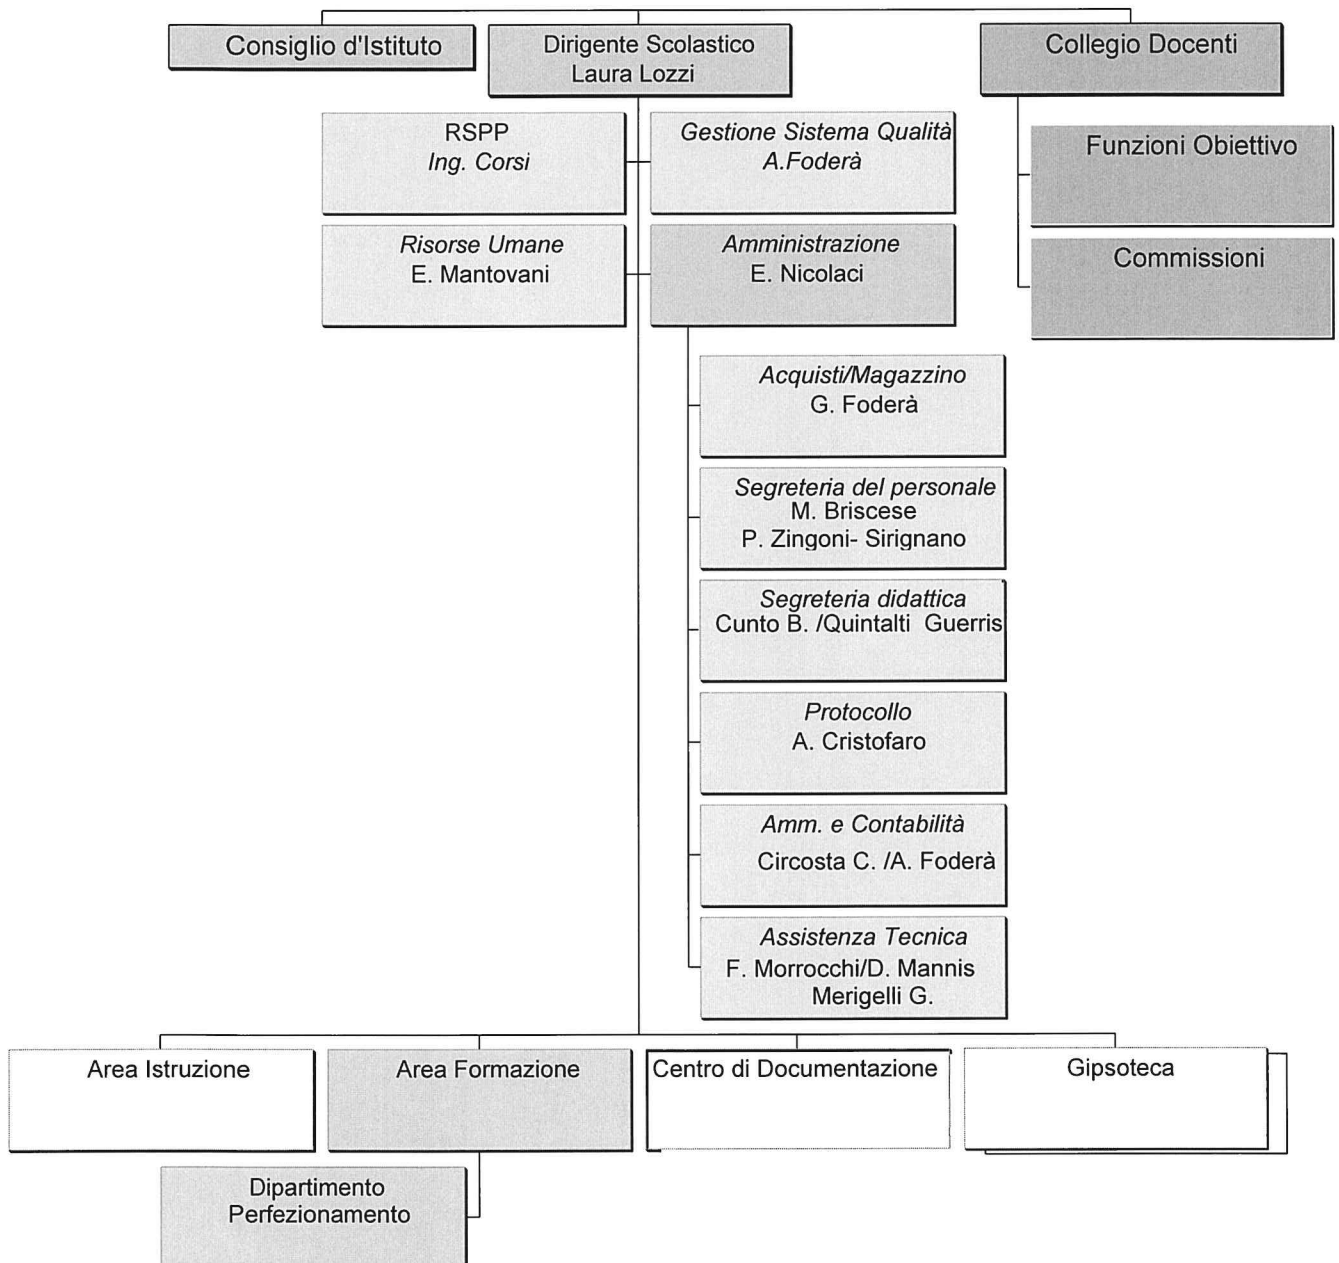 Consiglio d'Istituto
Dirigente Scolastico
Laura Lozzi
Collegio Docenti
RSPP
Ing. Corsi
Gestione Sistema Qualità
A.Foderà
Funzioni Obiettivo
Risorse Umane
E. Mantovani
Amministrazione
E. Nicolaci
Commissioni
Acquisti/Magazzino
G. Foderà
Segreteria del personale
M. Briscese
P. Zingoni- Sirignano
Segreteria didattica
Cunto B. /Quintalti Guerris
Protocollo
A. Cristofaro
Amm. e Contabilità
Circosta C. /A. Foderà
Assistenza Tecnica
F. Morrocchi/D. Mannis
Merigelli G.
Area Istruzione
Area Formazione
Centro di Documentazione
Gipsoteca
Dipartimento
Perfezionamento